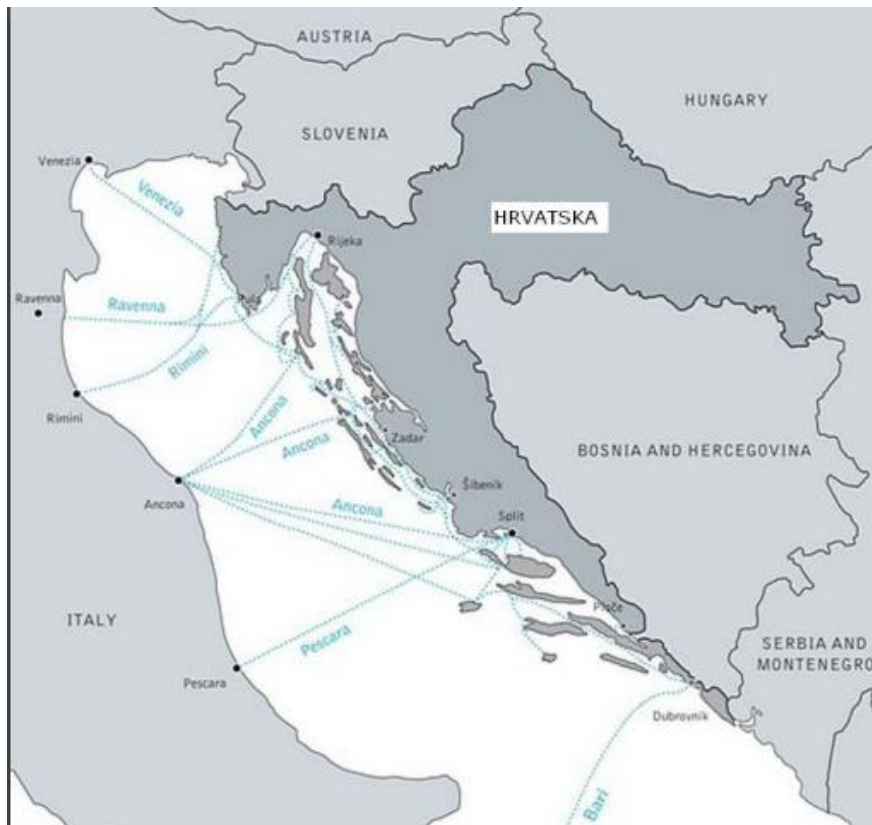 AUSTRIA
HUNGARY
SLOVENIA
Venezia
Venezia
HRVATSKA
Rijeka
Ravenna
Ravenna
Pula
Rimini
Rimini
Ancona
Ancona
Zadar
BOSNIA AND HERCEGOVINA
Ancona
Ancona
Šibenik
Split
Ploče
ITALY
Pescara
Pescara
SERBIA AND
MONTENEGRO
Dubrovnik
Bari